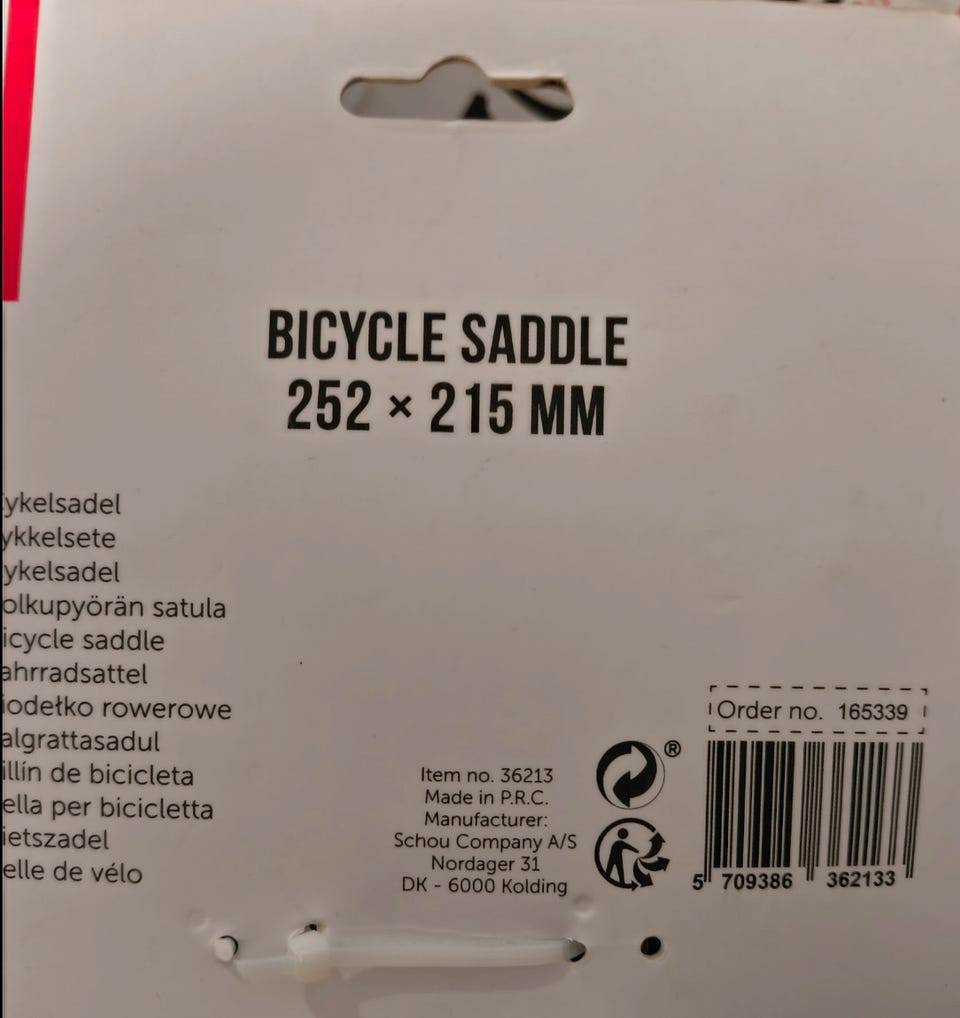 BICYCLE SADDLE
252 × 215 MM
ykelsadel
ykkelsete
ykelsadel
olkupyörän satula
icycle saddle
ahrradsattel
iodełko rowerowe
algrattasadul
illín de bicicleta
ella per bicicletta
ietszadel
elle de vélo
Item no. 36213
Made in P.R.C.
Manufacturer:
Schou Company A/S
Nordager 31
DK - 6000 Kolding
®
Order no. 165339
5 709386 362133